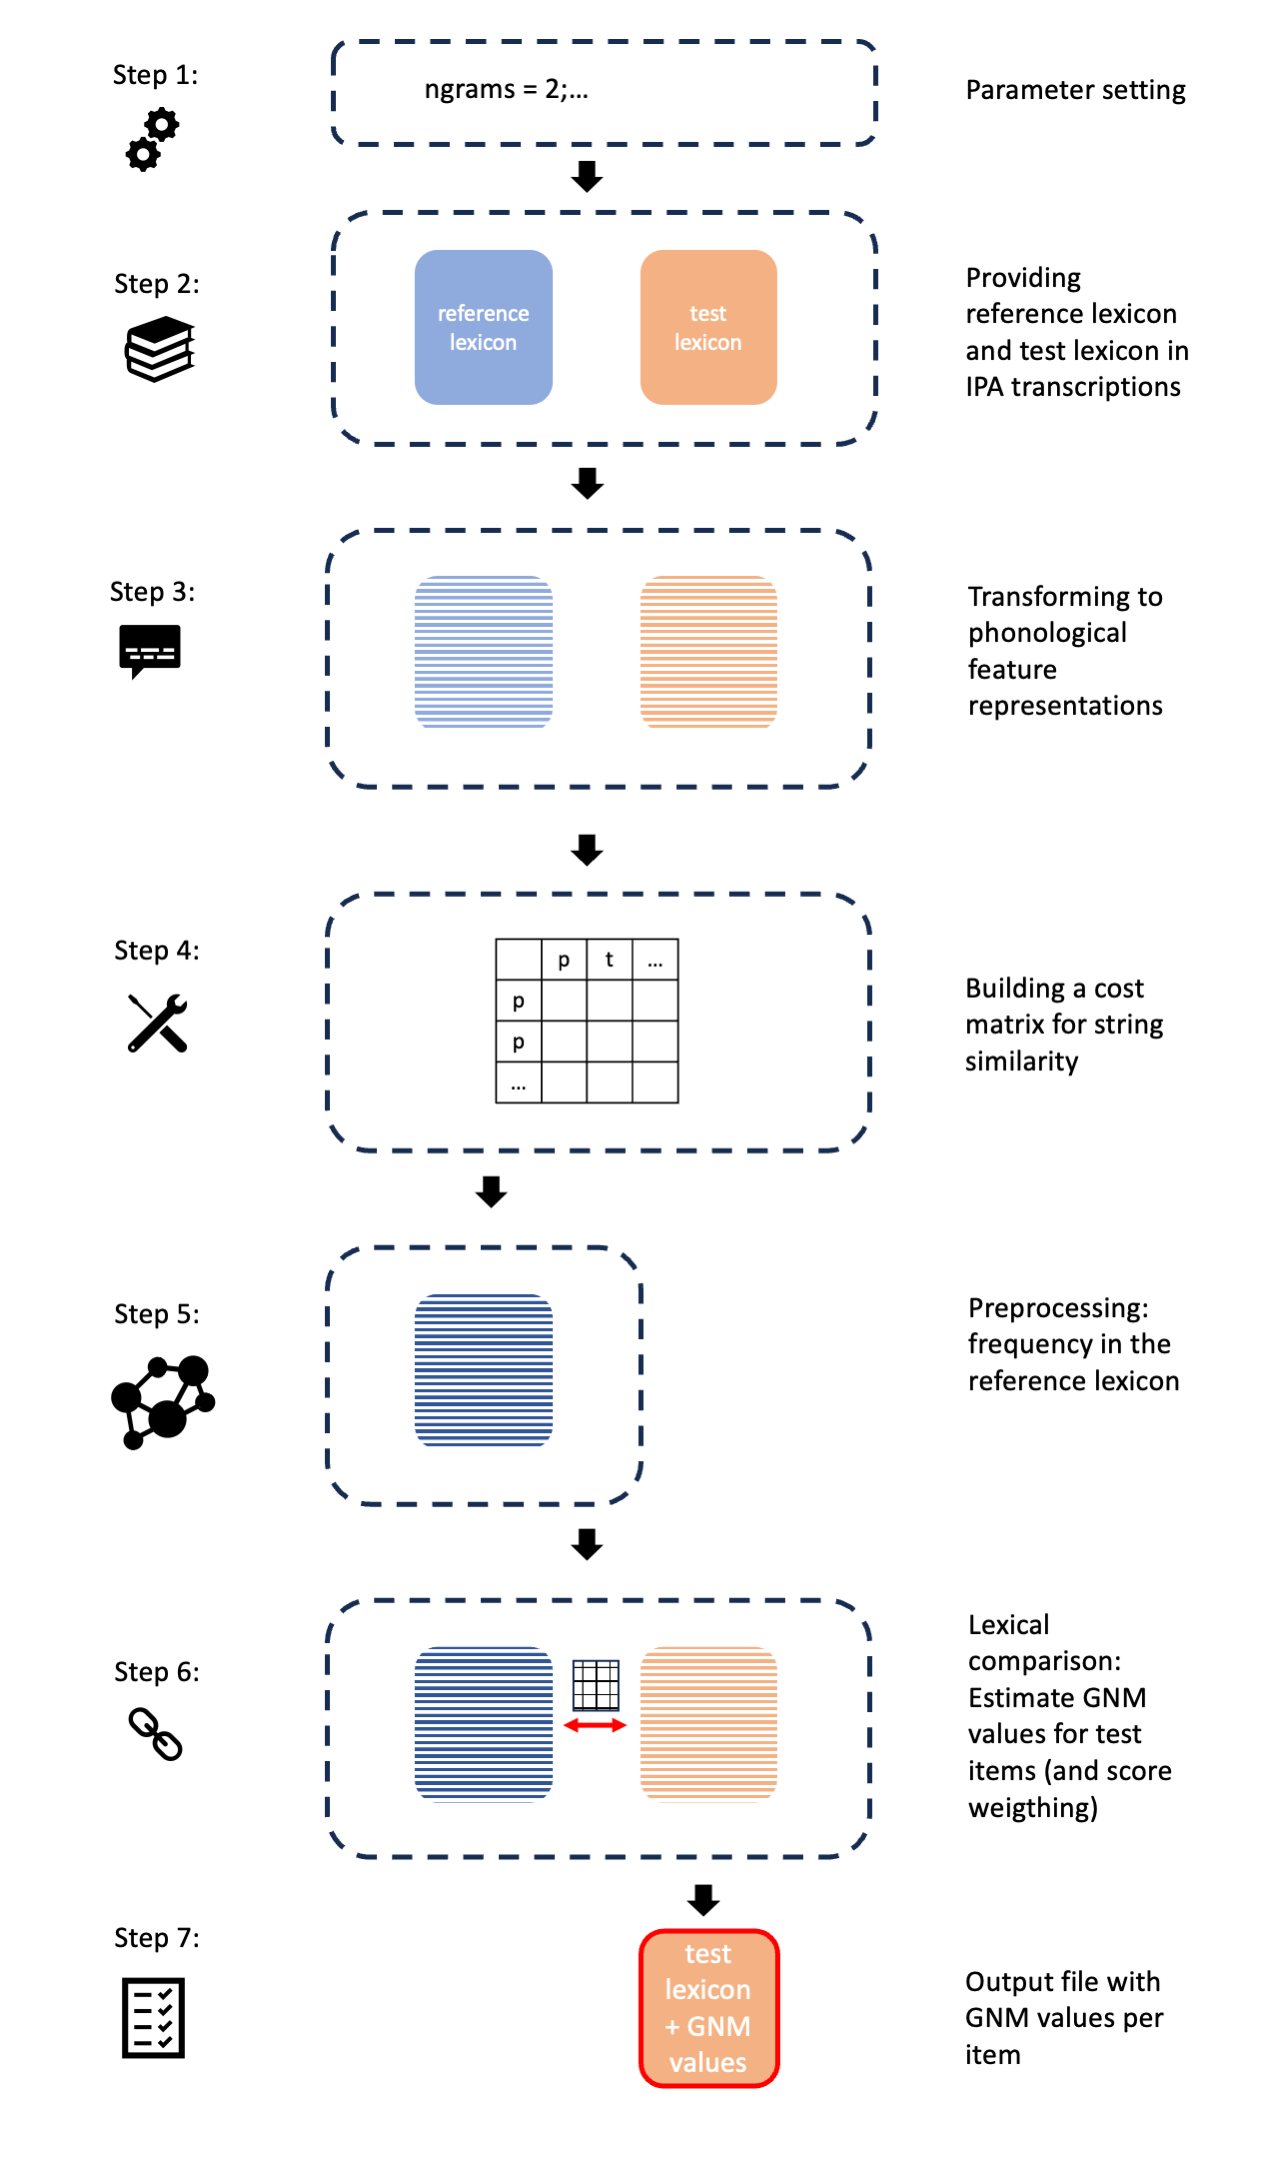 Step 1:
ngrams = 2;...
Parameter setting
Step 2:
reference
lexicon
test
lexicon
Providing
reference lexicon
and test lexicon in
IPA transcriptions
Step 3:
Transforming to
phonological
feature
representations
Step 4:
p t ...
p
p
...
Building a cost
matrix for string
similarity
Step 5:
Preprocessing:
frequency in the
reference lexicon
Step 6:
Lexical
comparison:
Estimate GNM
values for test
items (and score
weigthing)
Step 7:
test
lexicon
+ GNM
values
Output file with
GNM values per
item